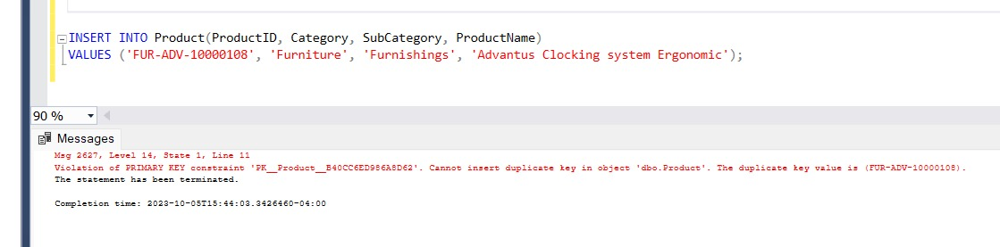 INSERT INTO Product(ProductID, Category, SubCategory, ProductName)
VALUES ('FUR-ADV-10000108', 'Furniture', 'Furnishings', 'Advantus Clocking system Ergonomic');
90 %
Messages
Msg 2627, Level 14, State 1, Line 11
Violation of PRIMARY KEY constraint 'PK__Product__B40CC6ED986A8D62'. Cannot insert duplicate key in object 'dbo.Product'. The duplicate key value is (FUR-ADV-10000108).
The statement has been terminated.
Completion time: 2023-10-05T15:44:03.3426460-04:00